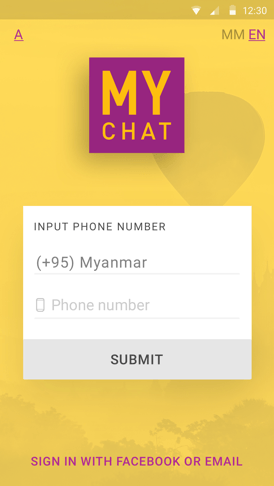 12:30
A
MM EN
MY
CHAT
INPUT PHONE NUMBER
(+95) Myanmar
Phone number
SUBMIT
SIGN IN WITH FACEBOOK OR EMAIL